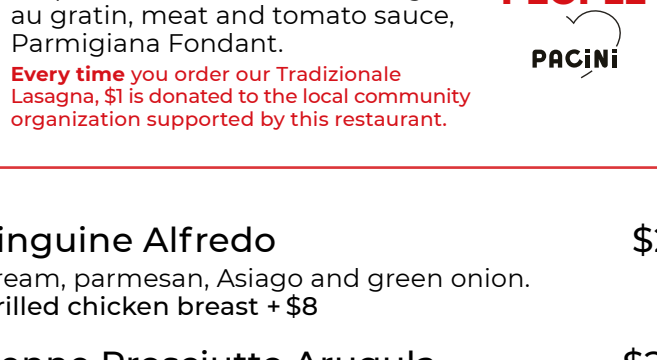 au gratin, meat and tomato sauce,
Parmigiana Fondant.
PACiNi
Every time you order our Tradizionale
Lasagna, $1 is donated to the local community
organization supported by this restaurant.
inguine Alfredo $
ream, parmesan, Asiago and green onion.
rilled chicken breast + $8
Prosciutto Arugula